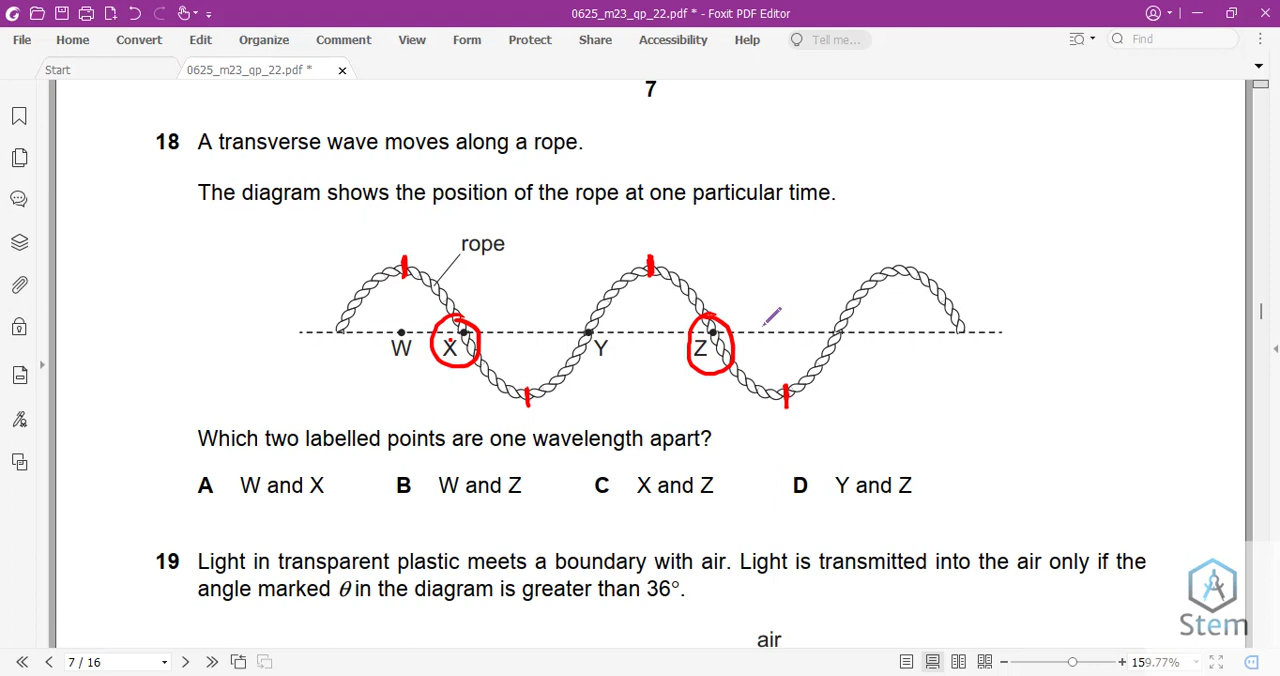 0625_m23_qp_22.pdf * - Foxit PDF Editor
File Home Convert Edit Organize Comment View Form Protect Share Accessibility Help Tell me... Find
Start 0625_m23_qp_22.pdf *
7
18 A transverse wave moves along a rope.
The diagram shows the position of the rope at one particular time.
rope
W X Y Z
Which two labelled points are one wavelength apart?
A W and X B W and Z C X and Z D Y and Z
19 Light in transparent plastic meets a boundary with air. Light is transmitted into the air only if the
angle marked θ in the diagram is greater than 36°.
air
Stem
7 / 16 159.77%